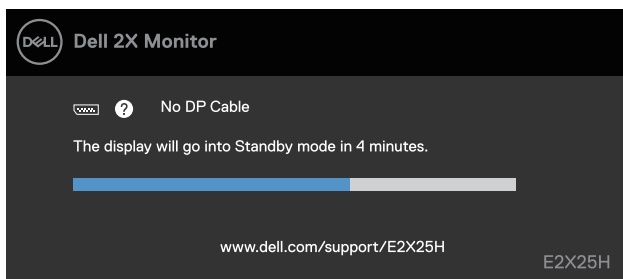 DELL
Dell 2X Monitor
? No DP Cable
The display will go into Standby mode in 4 minutes.
www.dell.com/support/E2X25H
E2X25H